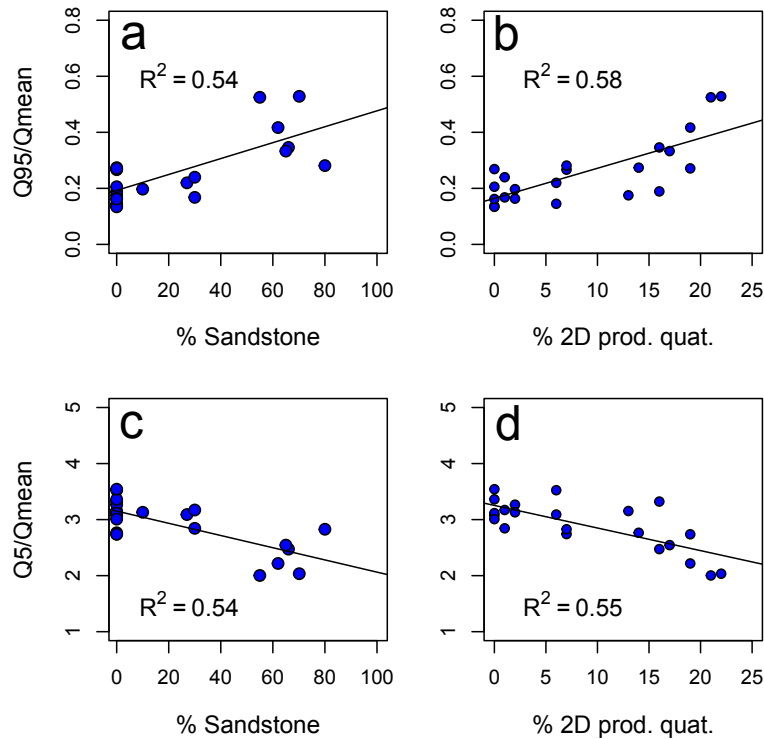 a
R² = 0.54
Q95/Qmean
0.8
0.6
0.4
0.2
0.0
0 20 40 60 80 100
% Sandstone
b
R² = 0.58
0.8
0.6
0.4
0.2
0.0
0 5 10 15 20 25
% 2D prod. quat.
c
R² = 0.54
Q5/Qmean
5
4
3
2
1
0 20 40 60 80 100
% Sandstone
d
R² = 0.55
5
4
3
2
1
0 5 10 15 20 25
% 2D prod. quat.